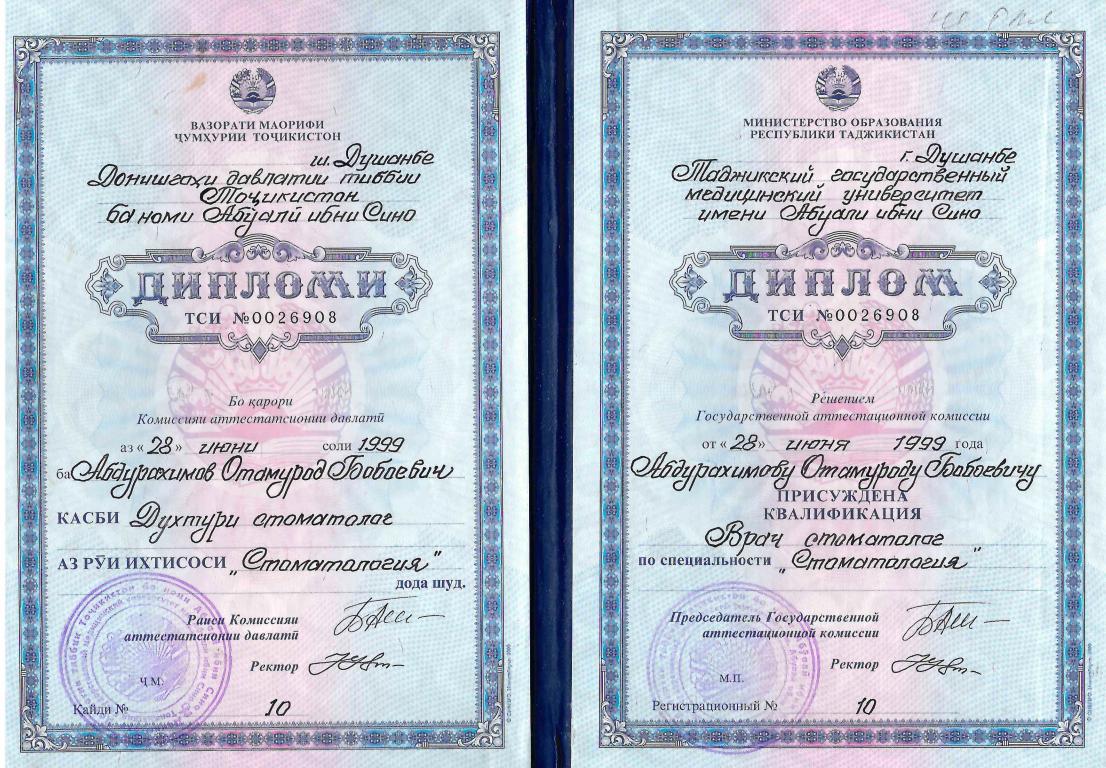 ВАЗОРАТИ МАОРИФИ
ҶУМҲУРИИ ТОҶИКИСТОН
ш. Душанбе
Донишгоҳи давлатии тиббии
Тоҷикистон
ба номи Абӯалӣ ибни Сино
ДИПЛОМИ
ТСИ №0026908
Бо қарори
Комиссияи аттестатсионии давлатӣ
аз « 28 » июни соли 1999
ба Абдурахимов Отамурод Бобоевич
КАСБИ Духтури стоматолог
АЗ РӮИ ИХТИСОСИ „Стоматология"
дода шуд.
Раиси Комиссияи
аттестатсионии давлатӣ
Ректор
Ҷ.М.
Қайди № 10
МИНИСТЕРСТВО ОБРАЗОВАНИЯ
РЕСПУБЛИКИ ТАДЖИКИСТАН
г. Душанбе
Таджикский государственный
медицинский университет
имени Абуали ибни Сино
ДИПЛОМ
ТСИ №0026908
Решением
Государственной аттестационной комиссии
от « 28 » июня 1999 года
Абдурахимову Отамуроду Бобоевичу
ПРИСУЖДЕНА
КВАЛИФИКАЦИЯ
Врач стоматолог
по специальности „Стоматология"
Председатель Государственной
аттестационной комиссии
Ректор
М.П.
Регистрационный № 10